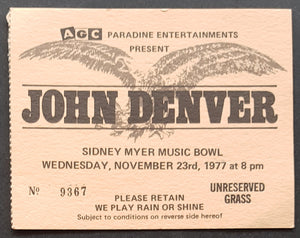 AGC PARADINE ENTERTAINMENTS
PRESENT
JOHN DENVER
SIDNEY MYER MUSIC BOWL
WEDNESDAY, NOVEMBER 23rd, 1977 at 8 pm
No 9367
UNRESERVED
GRASS
PLEASE RETAIN
WE PLAY RAIN OR SHINE
Subject to conditions on reverse side hereof